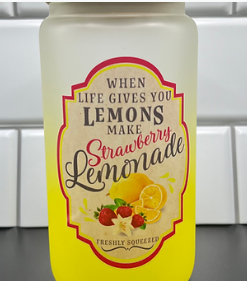 WHEN
LIFE GIVES YOU
LEMONS
MAKE
Strawberry
Lemonade
FRESHLY SQUEEZED